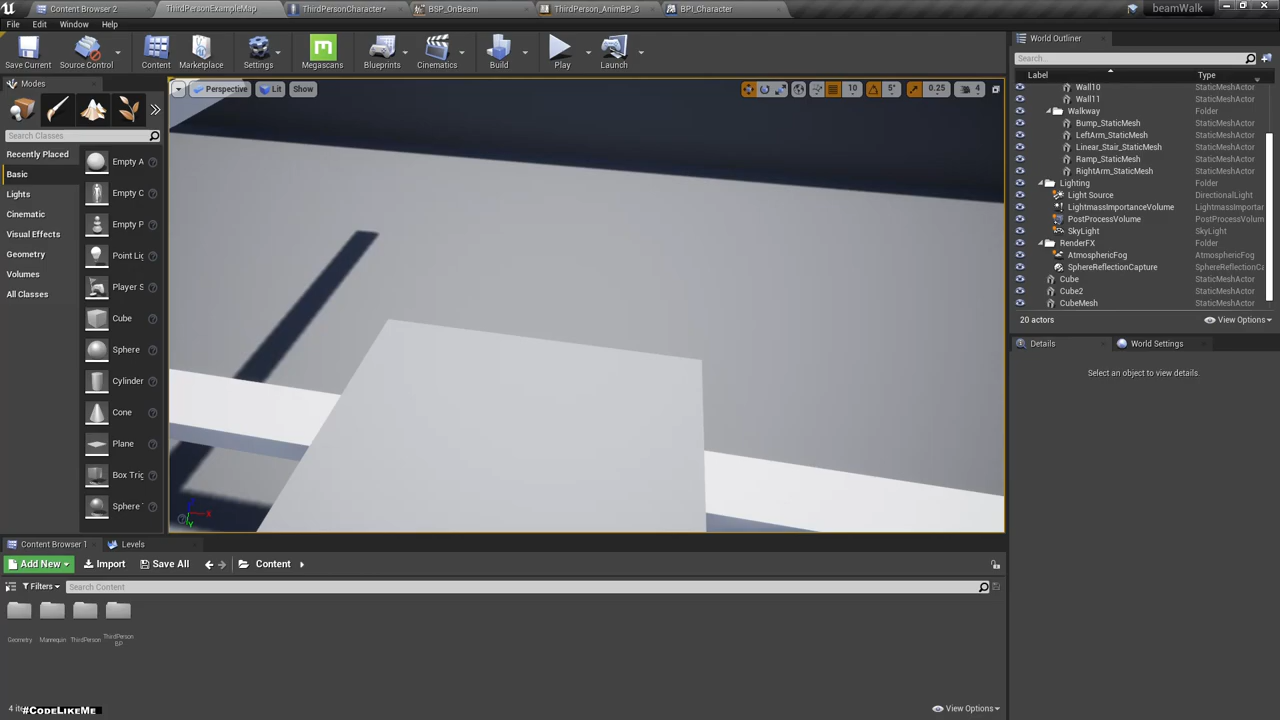 Content Browser 2
ThirdPersonExampleMap
ThirdPersonCharacter*
BSP_OnBeam
ThirdPerson_AnimBP_3
BPI_Character
beamWalk
File
Edit
Window
Help
Save Current
Source Control
Content
Marketplace
Settings
Megascans
Blueprints
Cinematics
Build
Play
Launch
Modes
Search Classes
Recently Placed
Basic
Lights
Cinematic
Visual Effects
Geometry
Volumes
All Classes
Empty A
Empty C
Empty P
Point Lig
Player S
Cube
Sphere
Cylinder
Cone
Plane
Box Trig
Sphere
Perspective
Lit
Show
10
5°
0.25
4
World Outliner
Search...
Label Type
Wall10 StaticMeshActor
Wall11 StaticMeshActor
Walkway Folder
Bump_StaticMesh StaticMeshActor
LeftArm_StaticMesh StaticMeshActor
Linear_Stair_StaticMesh StaticMeshActor
Ramp_StaticMesh StaticMeshActor
RightArm_StaticMesh StaticMeshActor
Lighting Folder
Light Source DirectionalLight
LightmassImportanceVolume LightmassImportar
PostProcessVolume PostProcessVolum
SkyLight SkyLight
RenderFX Folder
AtmosphericFog AtmosphericFog
SphereReflectionCapture SphereReflectionCa
Cube StaticMeshActor
Cube2 StaticMeshActor
CubeMesh StaticMeshActor
20 actors
View Options
Details
World Settings
Select an object to view details.
Content Browser 1
Levels
Add New
Import
Save All
Content
Filters
Search Content
Geometry
Mannequin
ThirdPerson
ThirdPerson
BP
4 ite
#CodeLikeMe
View Options